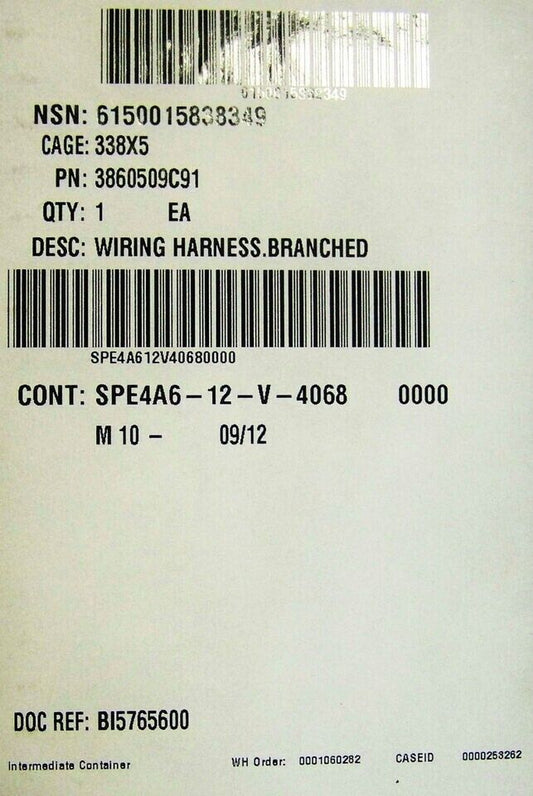 NSN: 6150015838349
CAGE: 338X5
PN: 3860509C91
QTY: 1 EA
DESC: WIRING HARNESS.BRANCHED
SPE4A612V40680000
CONT: SPE4A6-12-V-4068 0000
M 10 - 09/12
DOC REF: BI5765600
Intermediate Container WH Order: 0001060282 CASEID 0000253262